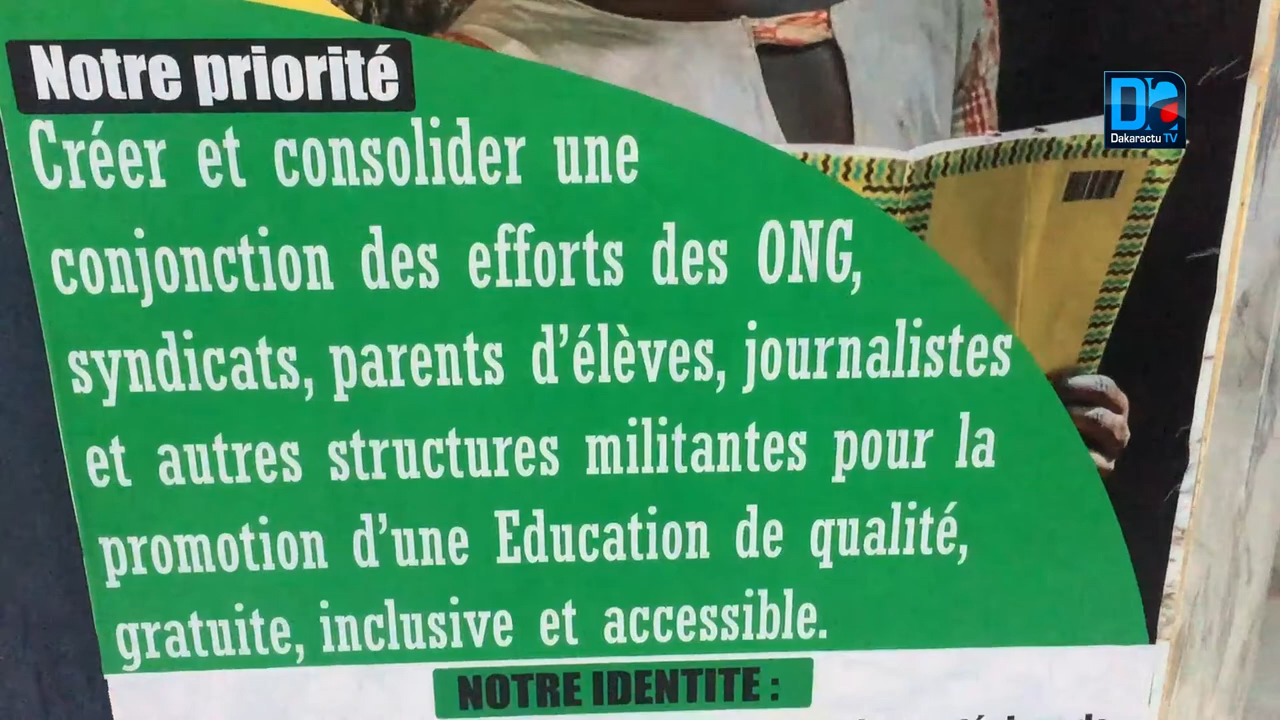 Dakaractu TV
Notre priorité
Créer et consolider une
conjonction des efforts des ONG,
syndicats, parents d'élèves, journalistes
et autres structures militantes pour la
promotion d'une Education de qualité,
gratuite, inclusive et accessible.
NOTRE IDENTITE :